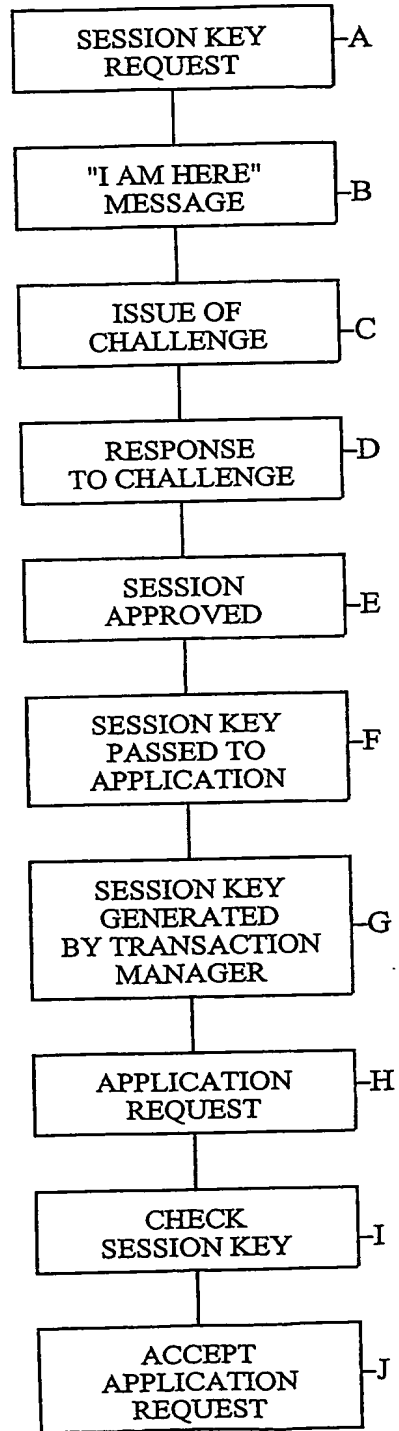 SESSION KEY
REQUEST
A
"I AM HERE"
MESSAGE
B
ISSUE OF
CHALLENGE
C
RESPONSE
TO CHALLENGE
D
SESSION
APPROVED
E
SESSION KEY
PASSED TO
APPLICATION
F
SESSION KEY
GENERATED
BY TRANSACTION
MANAGER
G
APPLICATION
REQUEST
H
CHECK
SESSION KEY
I
ACCEPT
APPLICATION
REQUEST
J